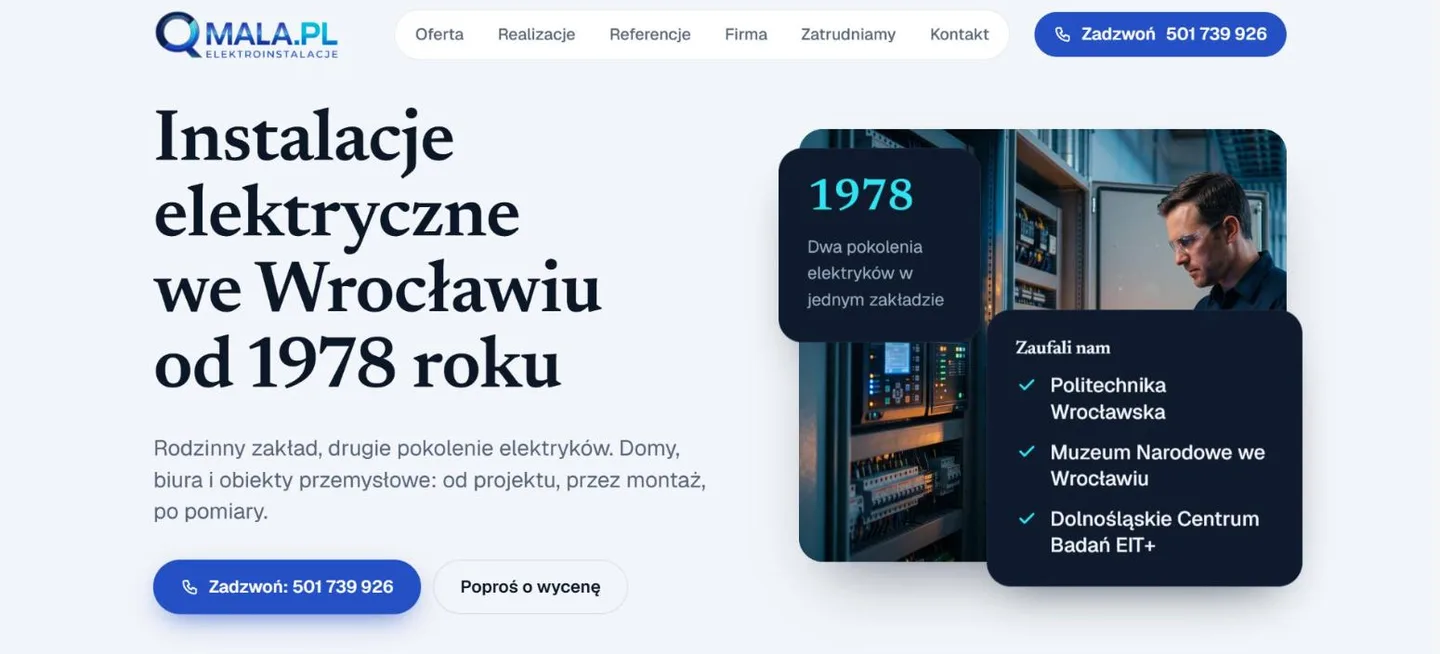 QMALA.PL
ELEKTROINSTALACJE
Oferta
Realizacje
Referencje
Firma
Zatrudniamy
Kontakt
Zadzwoń 501 739 926
Instalacje
elektryczne
we Wrocławiu
od 1978 roku
Rodzinny zakład, drugie pokolenie elektryków. Domy,
biura i obiekty przemysłowe: od projektu, przez montaż,
po pomiary.
Zadzwoń: 501 739 926
Poproś o wycenę
1978
Dwa pokolenia
elektryków w
jednym zakładzie
Zaufali nam
Politechnika
Wrocławska
Muzeum Narodowe we
Wrocławiu
Dolnośląskie Centrum
Badań EIT+